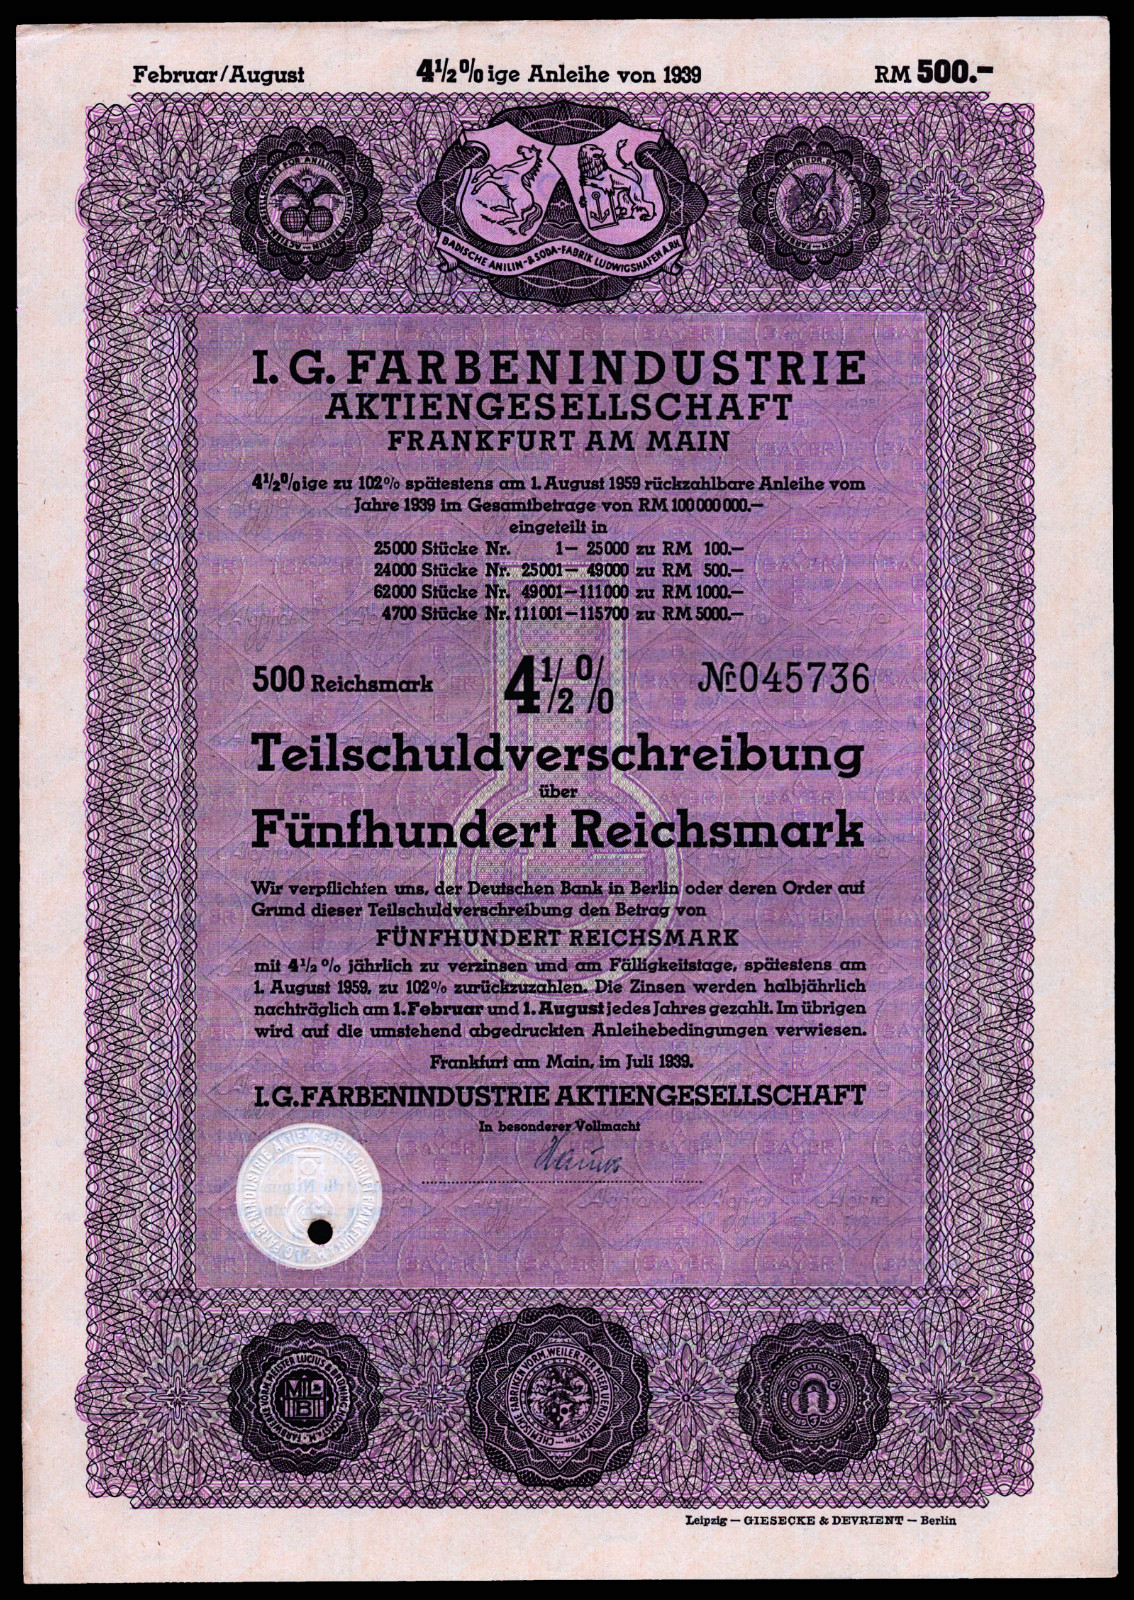 Februar/August 4½%ige Anleihe von 1939 RM 500.–
BADISCHE ANILIN- & SODA-FABRIK LUDWIGSHAFEN A. RH.
I. G. FARBENINDUSTRIE
AKTIENGESELLSCHAFT
FRANKFURT AM MAIN
4½%ige zu 102% spätestens am 1. August 1959 rückzahlbare Anleihe vom
Jahre 1939 im Gesamtbetrage von RM 100 000 000.–
eingeteilt in
25000 Stücke Nr. 1 – 25000 zu RM 100.–
24000 Stücke Nr. 25001 – 49000 zu RM 500.–
62000 Stücke Nr. 49001 – 111000 zu RM 1000.–
4700 Stücke Nr. 111001 – 115700 zu RM 5000.–
500 Reichsmark 4½% № 045736
Teilschuldverschreibung
über
Fünfhundert Reichsmark
Wir verpflichten uns, der Deutschen Bank in Berlin oder deren Order auf
Grund dieser Teilschuldverschreibung den Betrag von
FÜNFHUNDERT REICHSMARK
mit 4½% jährlich zu verzinsen und am Fälligkeitstage, spätestens am
1. August 1959, zu 102% zurückzuzahlen. Die Zinsen werden halbjährlich
nachträglich am 1. Februar und 1. August jedes Jahres gezahlt. Im übrigen
wird auf die umstehend abgedruckten Anleihebedingungen verwiesen.
Frankfurt am Main, im Juli 1939.
I. G. FARBENINDUSTRIE AKTIENGESELLSCHAFT
In besonderer Vollmacht
CHEMISCHE FABRIKEN VORM. WEILER-TER MEER UERDINGEN
Leipzig – GIESECKE & DEVRIENT – Berlin